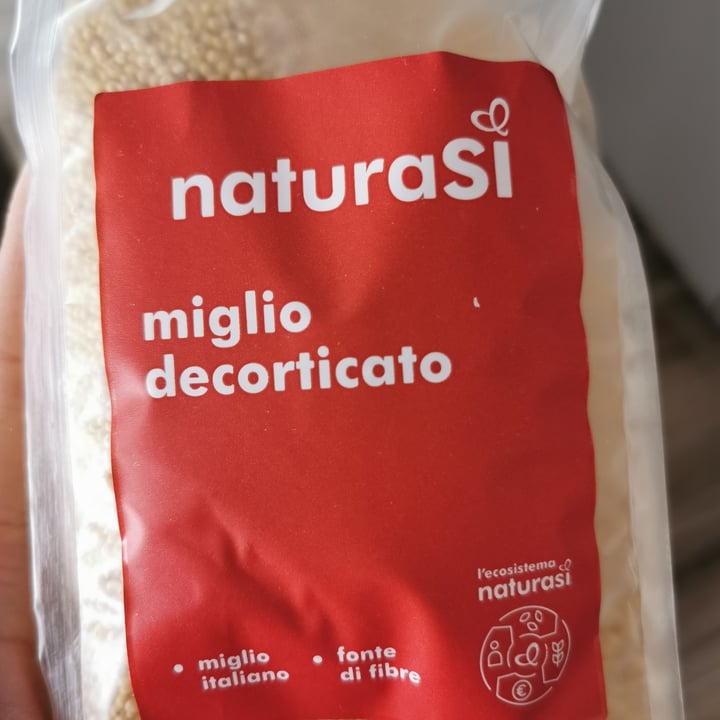 naturaSì
miglio
decorticato
l'ecosistema
naturasì
• miglio
italiano
• fonte
di fibre
€